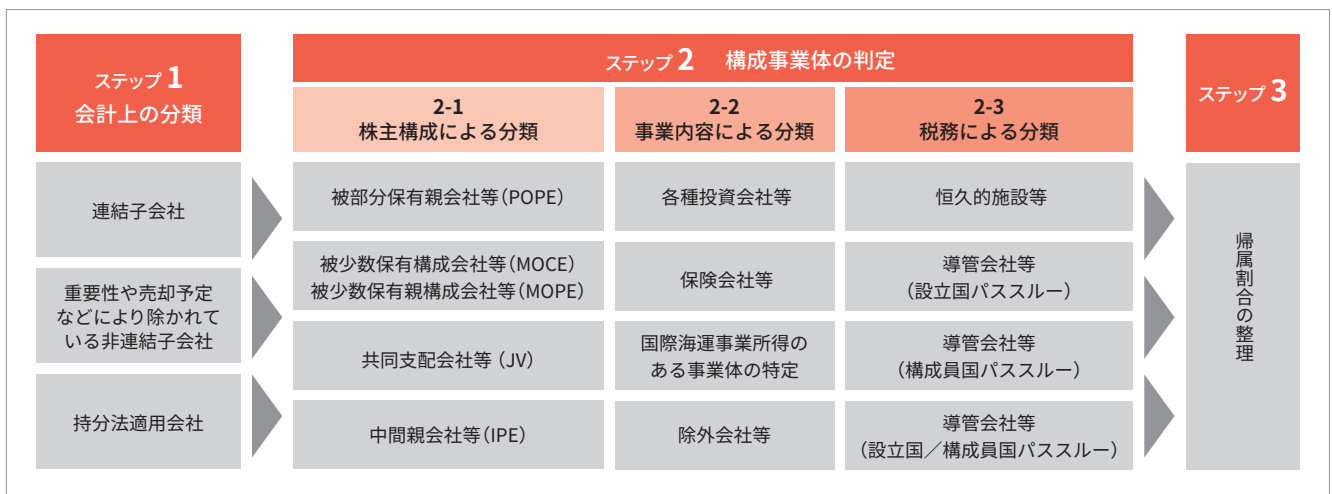 ステップ 1
会計上の分類
連結子会社
重要性や売却予定
などにより除かれて
いる非連結子会社
持分法適用会社
ステップ 2 構成事業体の判定
2-1
株主構成による分類
被部分保有親会社等(POPE)
被少数保有構成会社等(MOCE)
被少数保有親構成会社等(MOPE)
共同支配会社等(JV)
中間親会社等(IPE)
2-2
事業内容による分類
各種投資会社等
保険会社等
国際海運事業所得の
ある事業体の特定
除外会社等
2-3
税務による分類
恒久的施設等
導管会社等
(設立国パススルー)
導管会社等
(構成員国パススルー)
導管会社等
(設立国/構成員国パススルー)
ステップ 3
帰属割合の整理